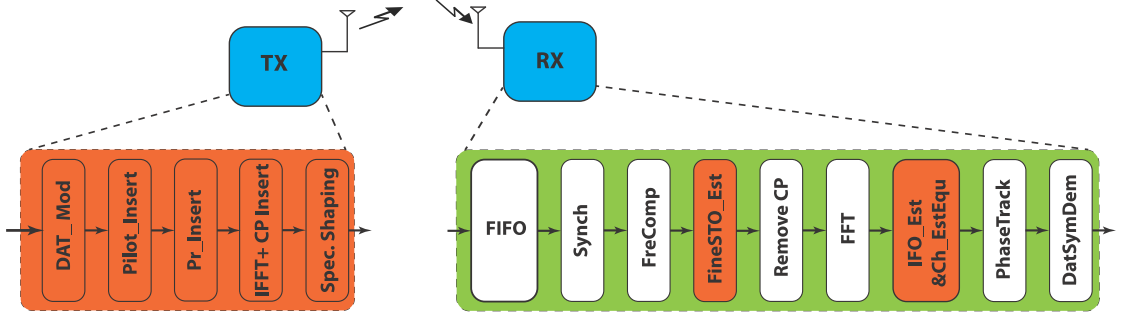 TX
RX
DAT_Mod
Pilot_Insert
Pr_Insert
IFFT+ CP Insert
Spec. Shaping
FIFO
Synch
FreComp
FineSTO_Est
Remove CP
FFT
IFO_Est
&Ch_EstEqu
PhaseTrack
DatSymDem